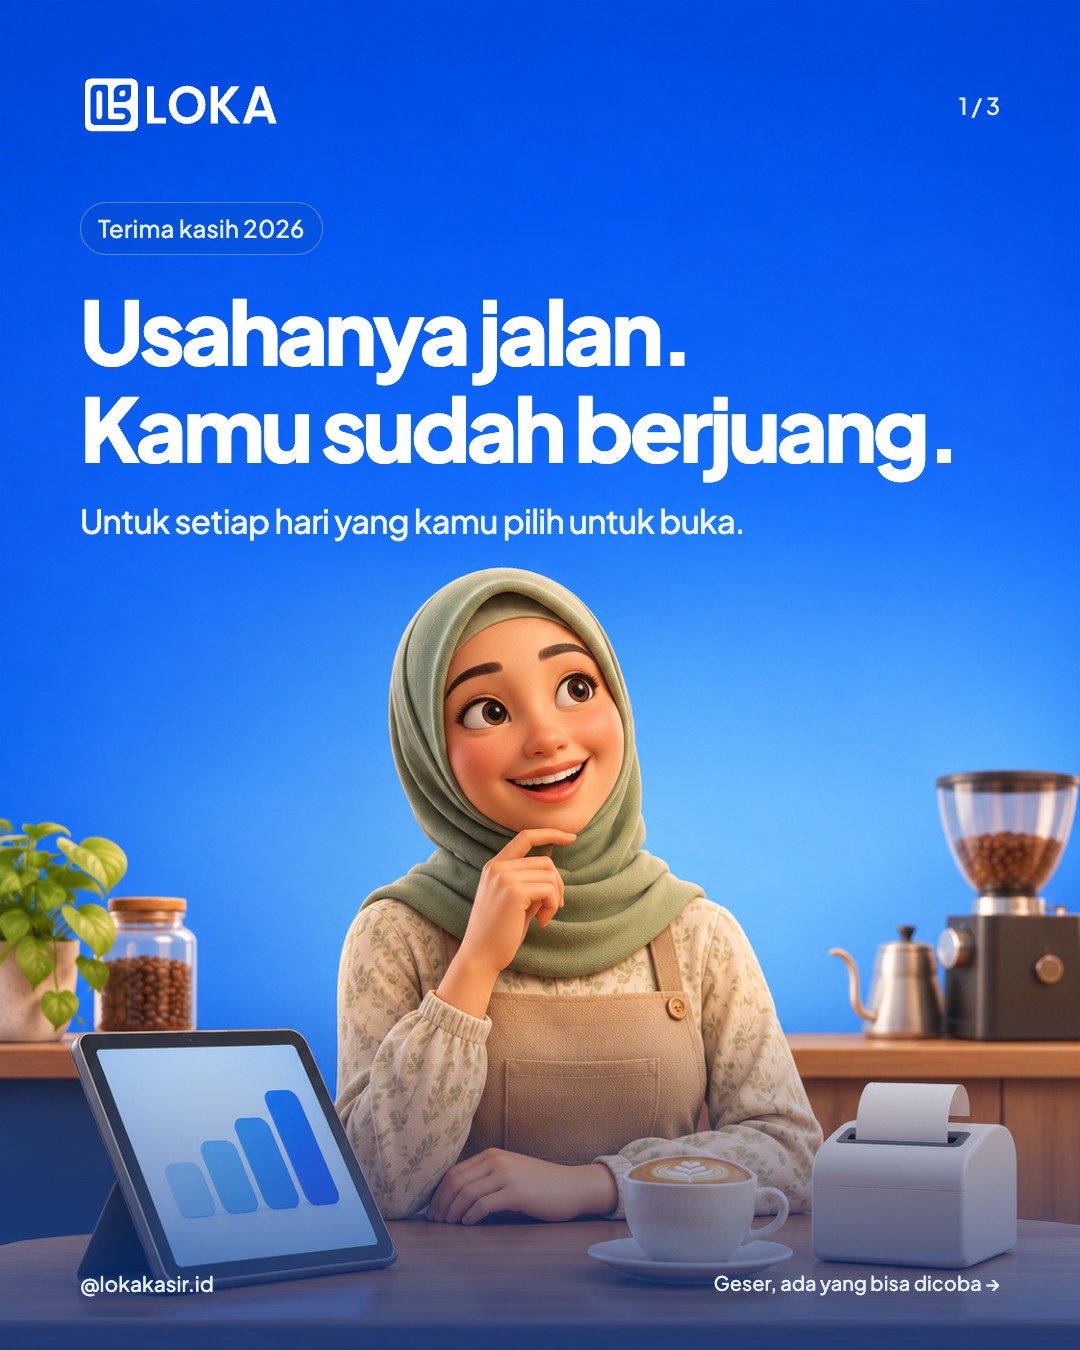 LOKA
1 / 3
Terima kasih 2026
Usahanya jalan.
Kamu sudah berjuang.
Untuk setiap hari yang kamu pilih untuk buka.
@lokakasir.id
Geser, ada yang bisa dicoba →